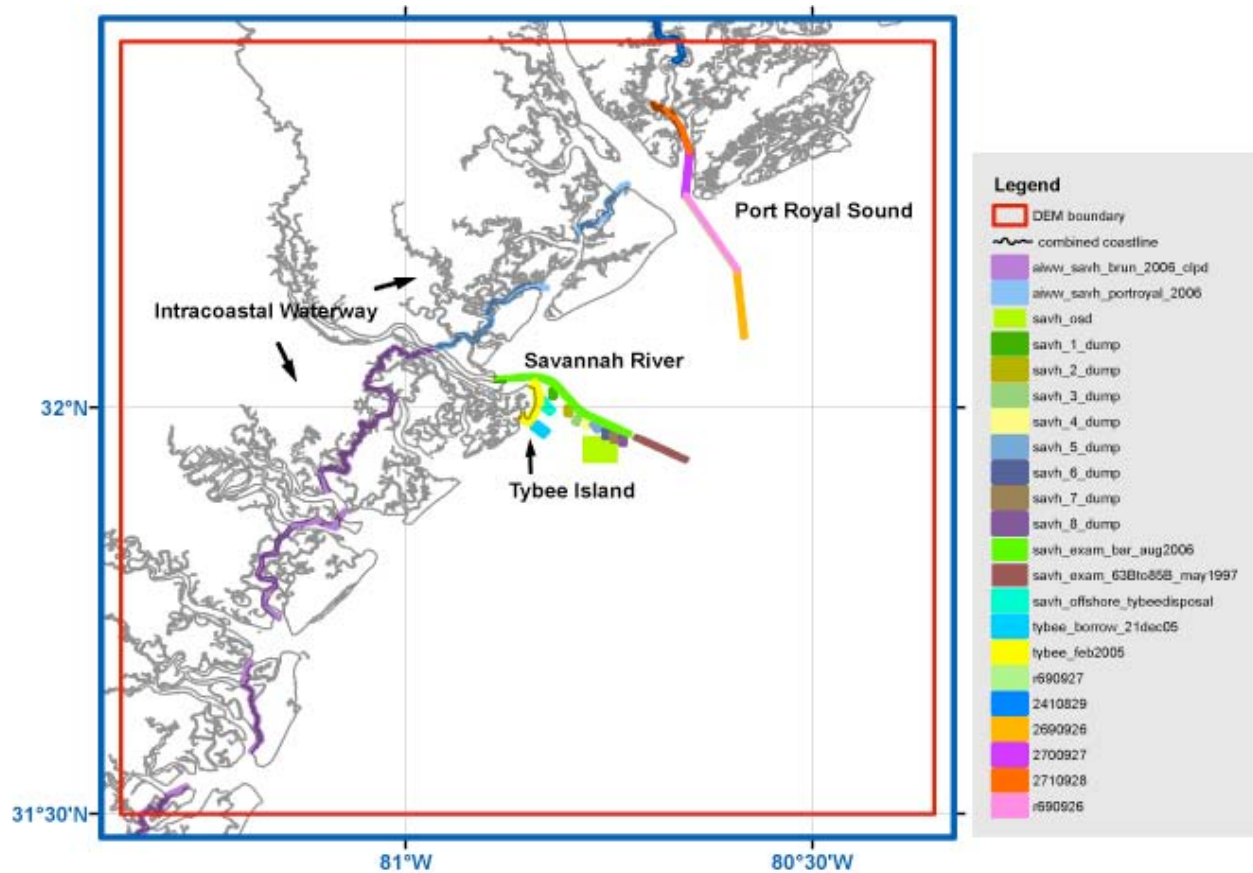 Port Royal Sound
Intracoastal Waterway
Savannah River
Tybee Island
32°N
31°30'N
81°W
80°30'W
Legend
DEM boundary
combined coastline
aiww_savh_brun_2006_clpd
aiww_savh_portroyal_2006
savh_osd
savh_1_dump
savh_2_dump
savh_3_dump
savh_4_dump
savh_5_dump
savh_6_dump
savh_7_dump
savh_8_dump
savh_exam_bar_aug2006
savh_exam_63Bto85B_may1997
savh_offshore_tybeedisposal
tybee_borrow_21dec05
tybee_feb2005
r690927
2410829
2690926
2700927
2710928
r690926